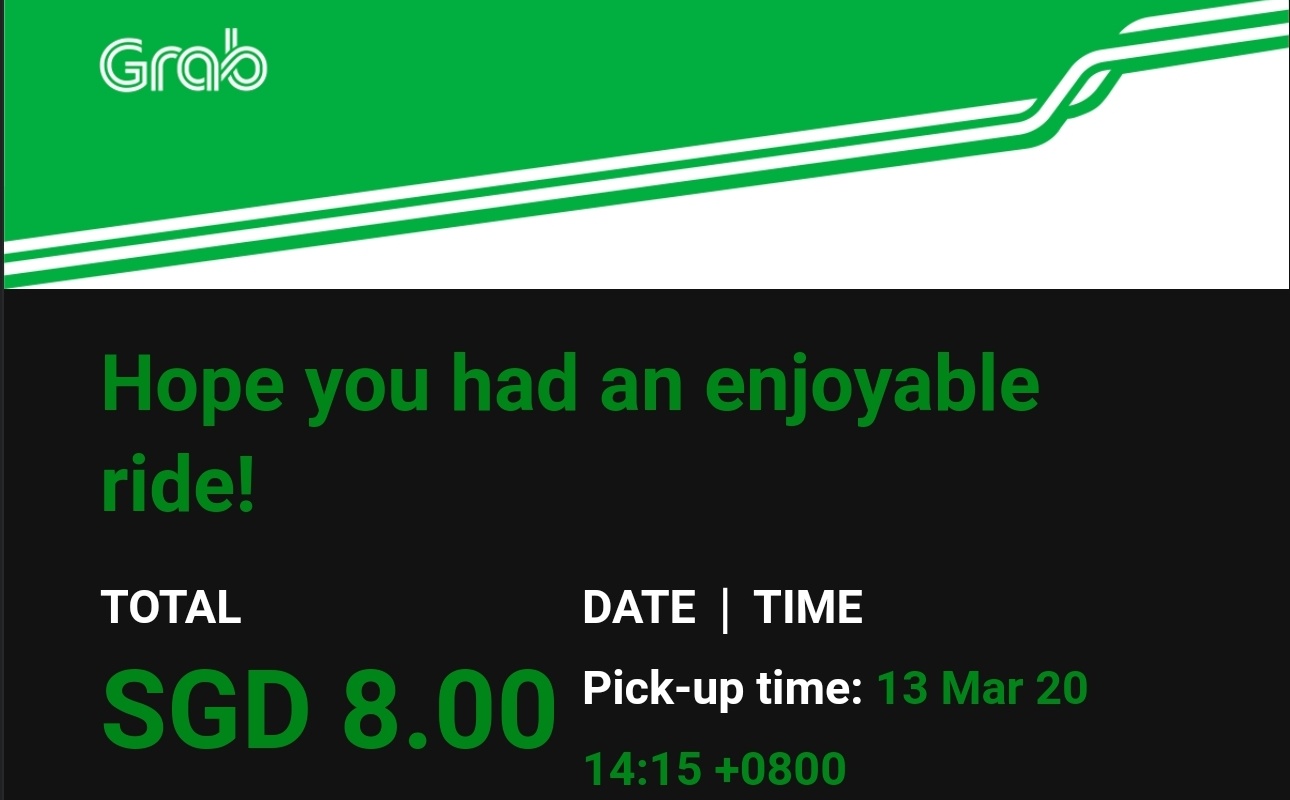 Grab
Hope you had an enjoyable
ride!
TOTAL
DATE | TIME
SGD 8.00
Pick-up time: 13 Mar 20
14:15 +0800